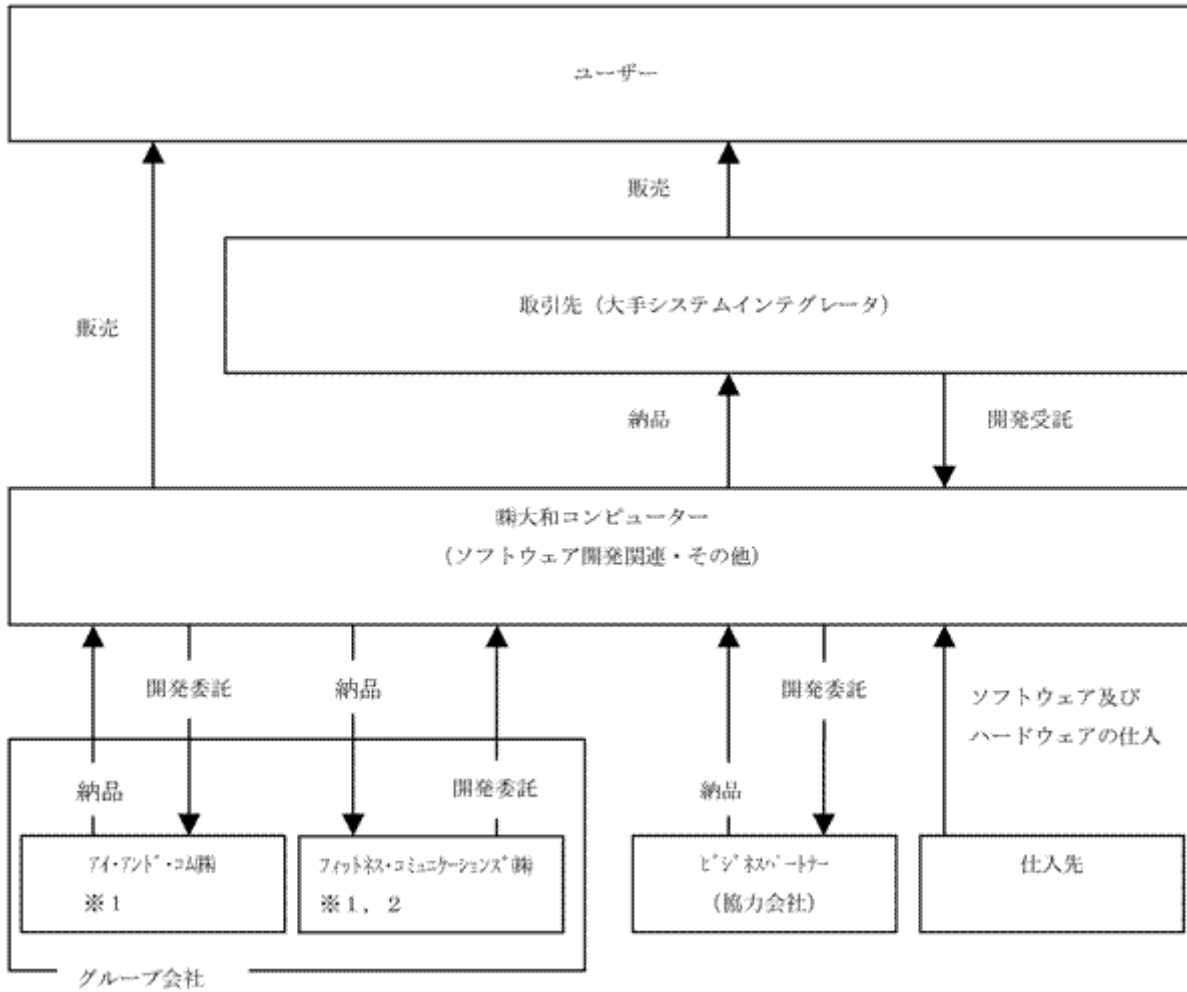 ユーザー
販売
取引先（大手システムインテグレータ）
販売
納品
開発受託
㈱大和コンピューター
（ソフトウェア開発関連・その他）
開発委託
納品
開発委託
ソフトウェア及び
ハードウェアの仕入
納品
開発委託
納品
ｱｲ･ｱﾝﾄﾞ･ｺﾑ㈱
※１
ﾌｨｯﾄﾈｽ･ｺﾐｭﾆｹｰｼｮﾝｽﾞ㈱
※１，２
ﾋﾞｼﾞﾈｽﾊﾟｰﾄﾅｰ
（協力会社）
仕入先
グループ会社